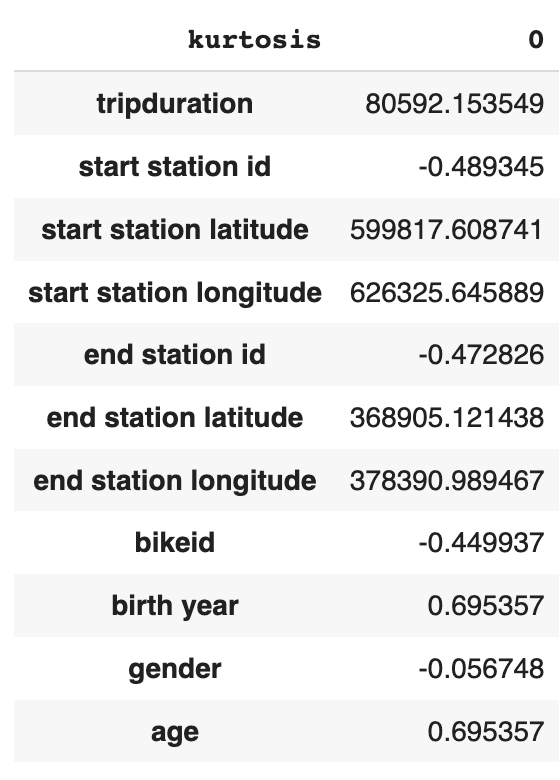 kurtosis 0
tripduration 80592.153549
start station id -0.489345
start station latitude 599817.608741
start station longitude 626325.645889
end station id -0.472826
end station latitude 368905.121438
end station longitude 378390.989467
bikeid -0.449937
birth year 0.695357
gender -0.056748
age 0.695357